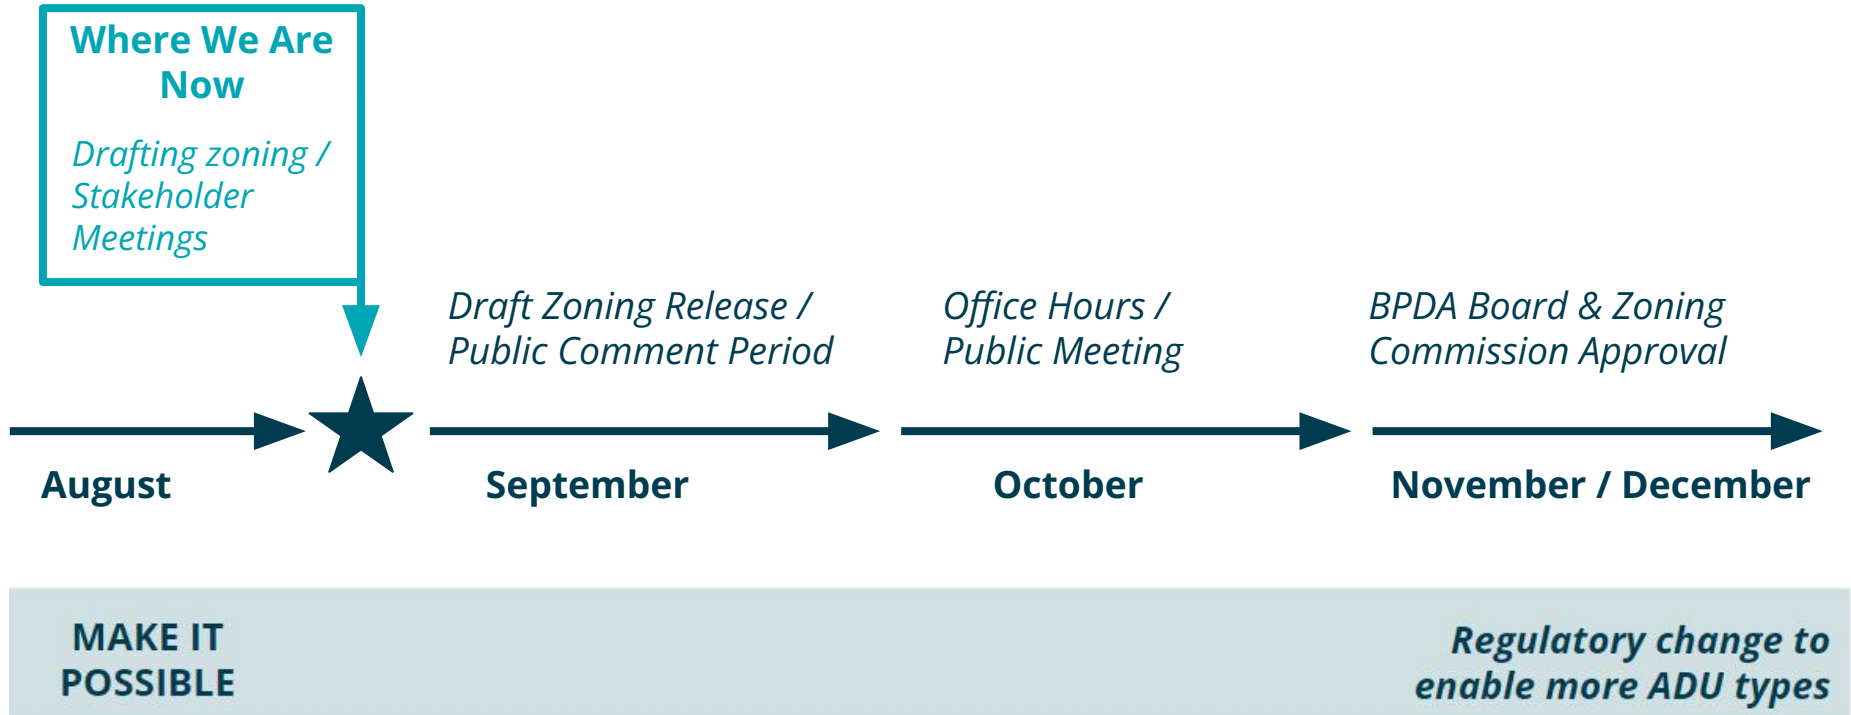 Where We Are
Now
Drafting zoning /
Stakeholder
Meetings
Draft Zoning Release /
Public Comment Period
Office Hours /
Public Meeting
BPDA Board & Zoning
Commission Approval
August
September
October
November / December
MAKE IT
POSSIBLE
Regulatory change to
enable more ADU types